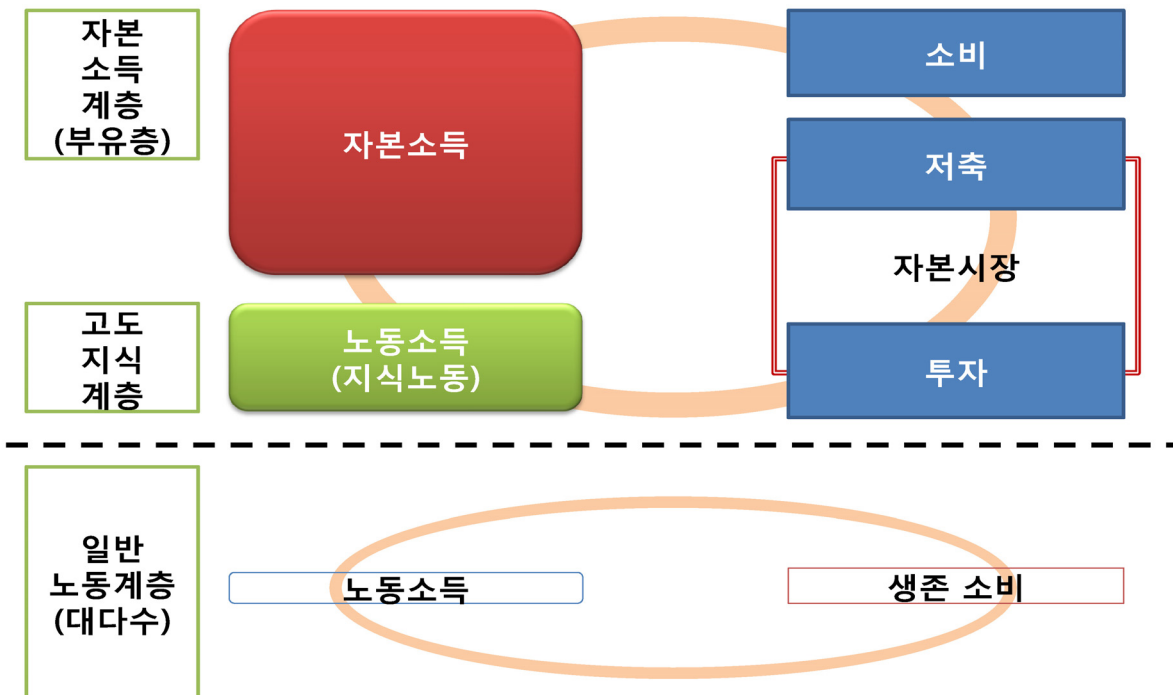 자본
소득
계층
(부유층)
자본소득
소비
저축
자본시장
투자
고도
지식
계층
노동소득
(지식노동)
일반
노동계층
(대다수)
노동소득
생존 소비